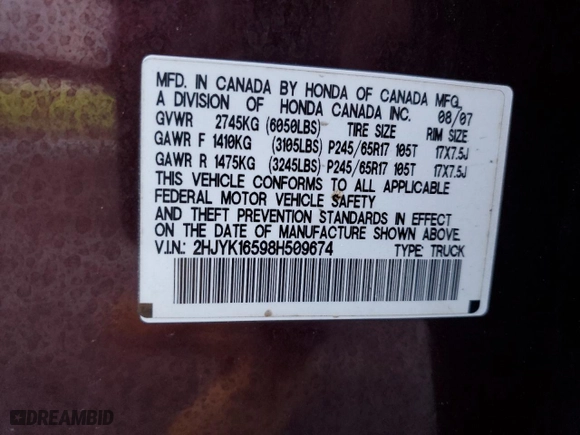 MFD. IN CANADA BY HONDA OF CANADA MFG.,
A DIVISION OF HONDA CANADA INC. 08/07
GVWR 2745KG (6050LBS) TIRE SIZE RIM SIZE
GAWR F 1410KG (3105LBS) P245/65R17 105T 17X7.5J
GAWR R 1475KG (3245LBS) P245/65R17 105T 17X7.5J
THIS VEHICLE CONFORMS TO ALL APPLICABLE
FEDERAL MOTOR VEHICLE SAFETY
AND THEFT PREVENTION STANDARDS IN EFFECT
ON THE DATE OF MANUFACTURE SHOWN ABOVE.
V.I.N.: 2HJYK16598H509674 TYPE: TRUCK
DREAMBID